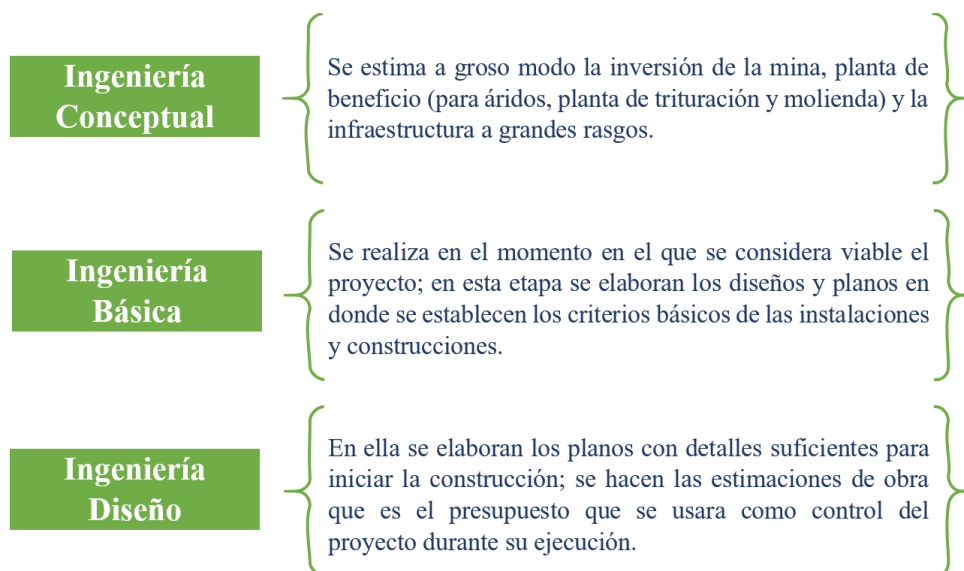 Ingeniería
Conceptual
Se estima a groso modo la inversión de la mina, planta de
beneficio (para áridos, planta de trituración y molienda) y la
infraestructura a grandes rasgos.
Ingeniería
Básica
Se realiza en el momento en el que se considera viable el
proyecto; en esta etapa se elaboran los diseños y planos en
donde se establecen los criterios básicos de las instalaciones
y construcciones.
Ingeniería
Diseño
En ella se elaboran los planos con detalles suficientes para
iniciar la construcción; se hacen las estimaciones de obra
que es el presupuesto que se usara como control del
proyecto durante su ejecución.